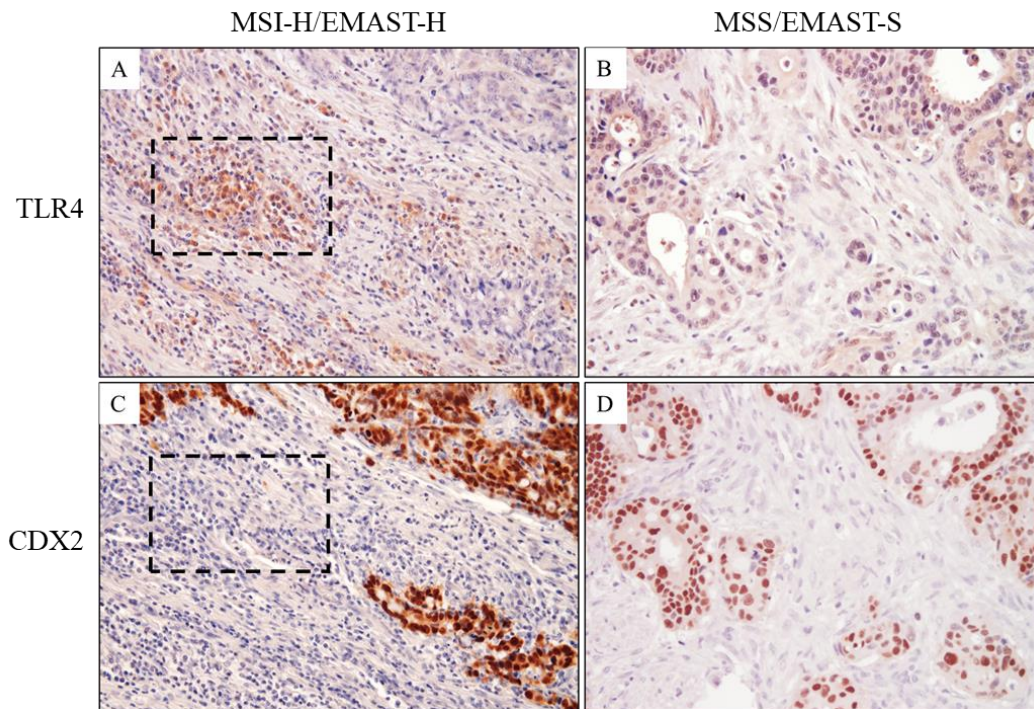 MSI-H/EMAST-H
MSS/EMAST-S
A
B
TLR4
C
D
CDX2